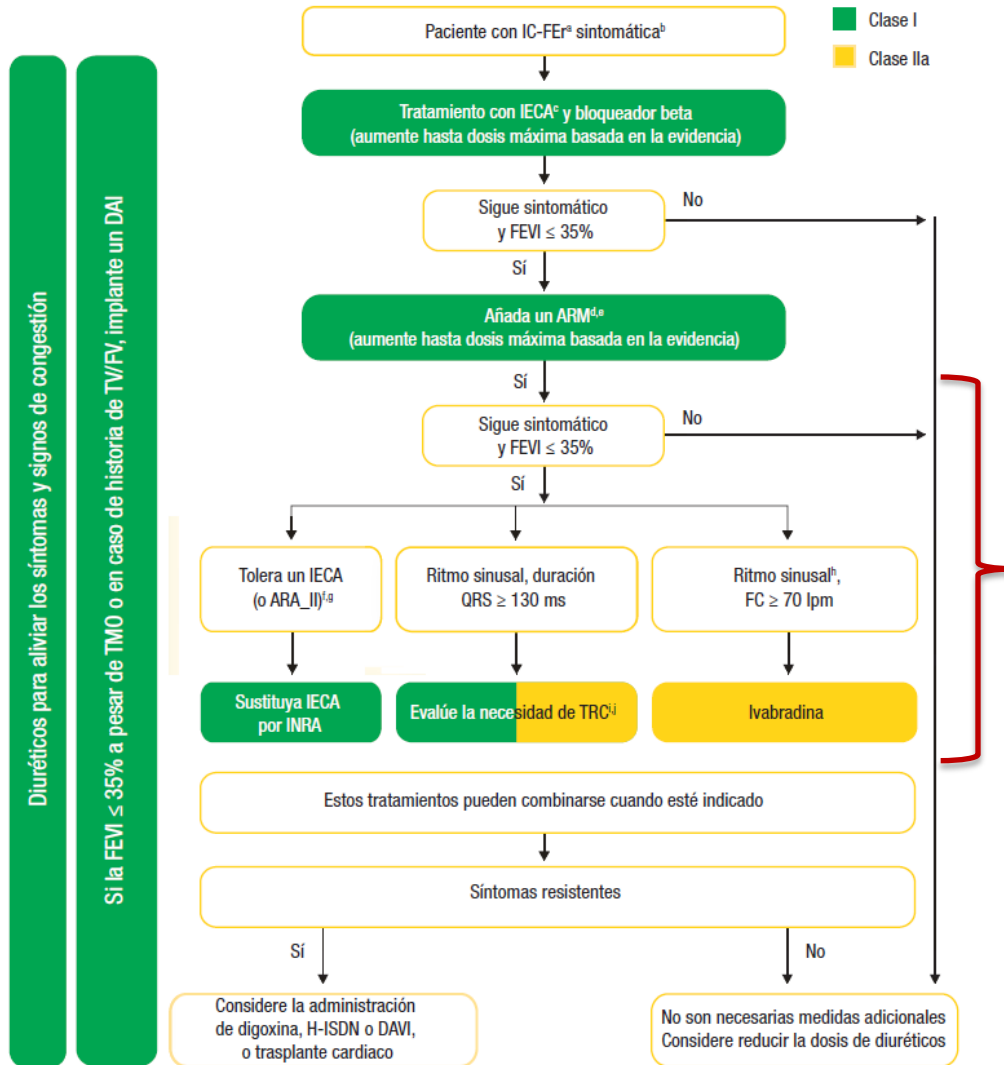 Clase I
Clase IIa
Diuréticos para aliviar los síntomas y signos de congestión
Si la FEVI ≤ 35% a pesar de TMO o en caso de historia de TV/FV, implante un DAI
Paciente con IC-FErª sintomáticaᵇ
Tratamiento con IECAᶜ y bloqueador beta
(aumente hasta dosis máxima basada en la evidencia)
Sigue sintomático
y FEVI ≤ 35%
No
Sí
Añada un ARMᵈ,ᵉ
(aumente hasta dosis máxima basada en la evidencia)
Sí
Sigue sintomático
y FEVI ≤ 35%
No
Sí
Tolera un IECA
(o ARA_II)ᶠ,ᵍ
Ritmo sinusal, duración
QRS ≥ 130 ms
Ritmo sinusalʰ,
FC ≥ 70 lpm
Sustituya IECA
por INRA
Evalúe la necesidad de TRCⁱ,ʲ
Ivabradina
Estos tratamientos pueden combinarse cuando esté indicado
Síntomas resistentes
Sí
No
Considere la administración
de digoxina, H-ISDN o DAVI,
o trasplante cardiaco
No son necesarias medidas adicionales
Considere reducir la dosis de diuréticos